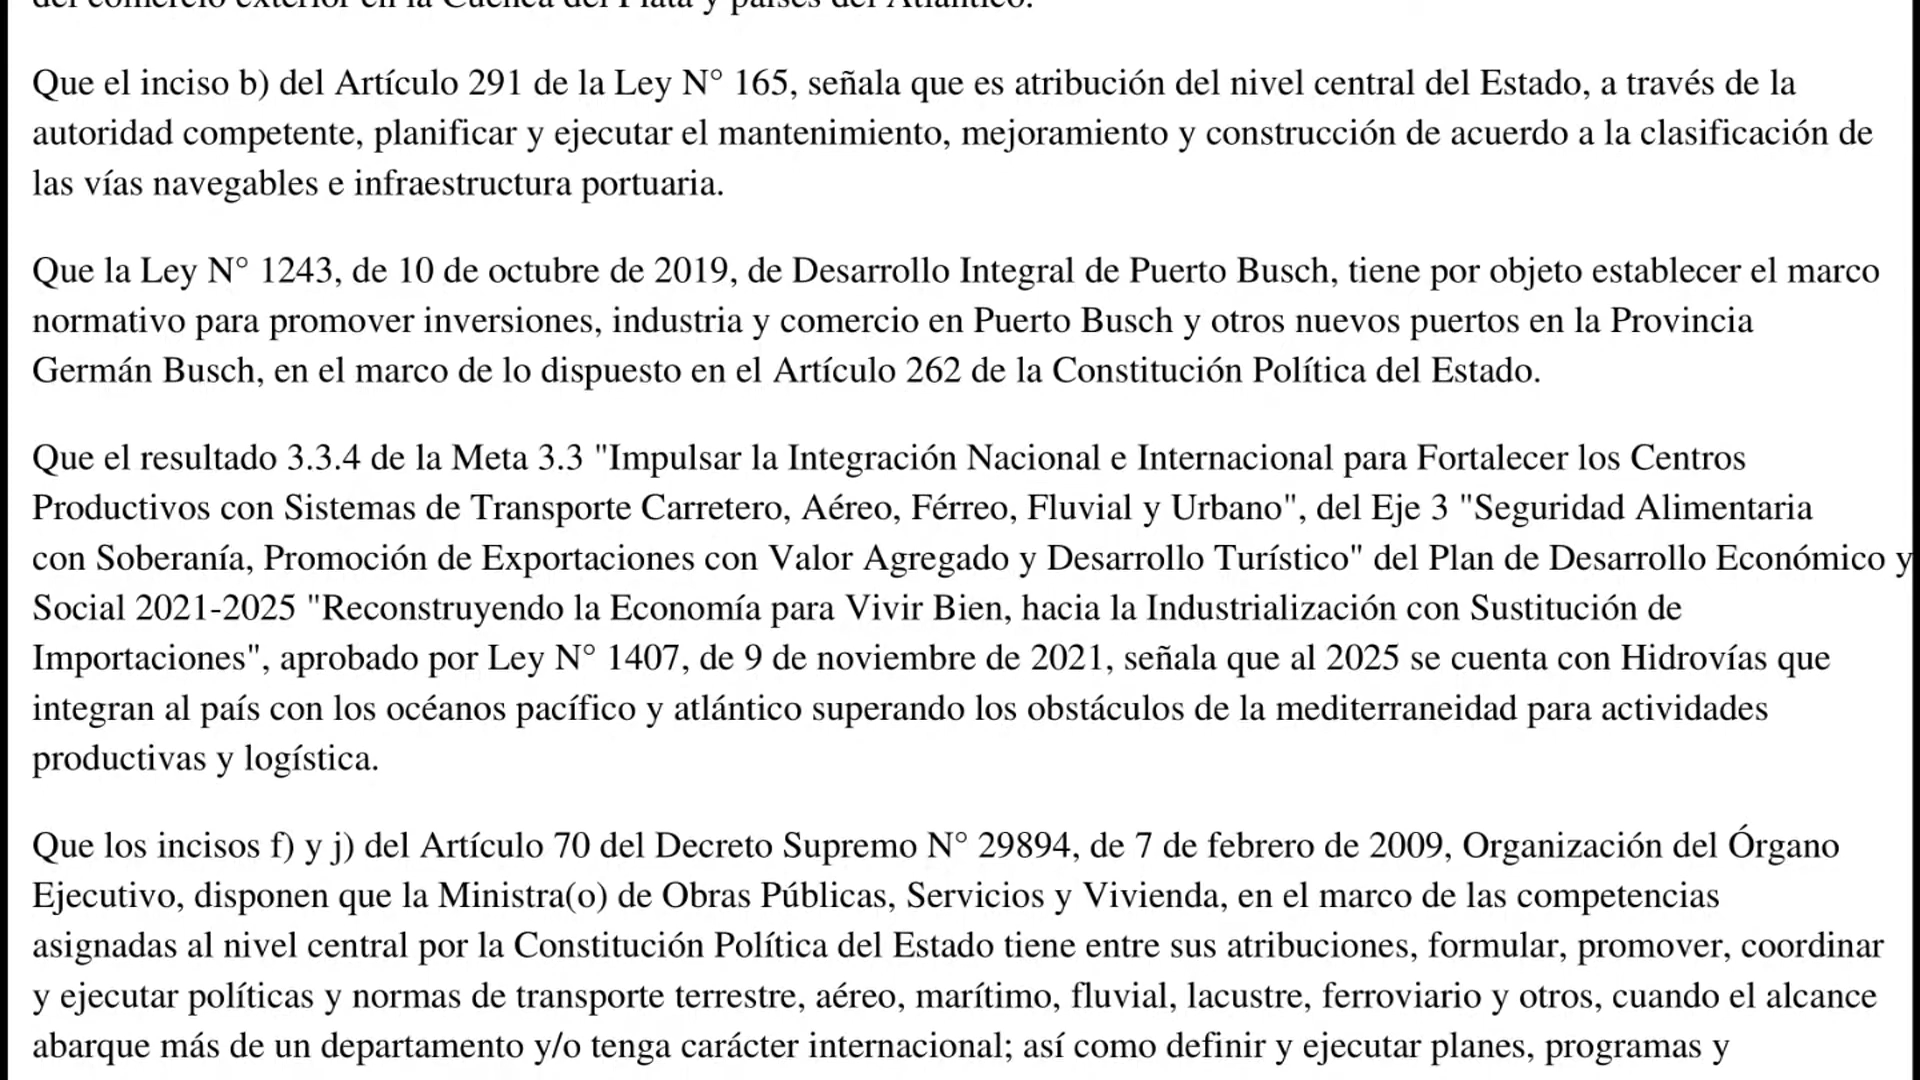 del comercio exterior en la Cuenca del Plata y países del Atlántico.
Que el inciso b) del Artículo 291 de la Ley N° 165, señala que es atribución del nivel central del Estado, a través de la
autoridad competente, planificar y ejecutar el mantenimiento, mejoramiento y construcción de acuerdo a la clasificación de
las vías navegables e infraestructura portuaria.
Que la Ley N° 1243, de 10 de octubre de 2019, de Desarrollo Integral de Puerto Busch, tiene por objeto establecer el marco
normativo para promover inversiones, industria y comercio en Puerto Busch y otros nuevos puertos en la Provincia
Germán Busch, en el marco de lo dispuesto en el Artículo 262 de la Constitución Política del Estado.
Que el resultado 3.3.4 de la Meta 3.3 "Impulsar la Integración Nacional e Internacional para Fortalecer los Centros
Productivos con Sistemas de Transporte Carretero, Aéreo, Férreo, Fluvial y Urbano", del Eje 3 "Seguridad Alimentaria
con Soberanía, Promoción de Exportaciones con Valor Agregado y Desarrollo Turístico" del Plan de Desarrollo Económico y
Social 2021-2025 "Reconstruyendo la Economía para Vivir Bien, hacia la Industrialización con Sustitución de
Importaciones", aprobado por Ley N° 1407, de 9 de noviembre de 2021, señala que al 2025 se cuenta con Hidrovías que
integran al país con los océanos pacífico y atlántico superando los obstáculos de la mediterraneidad para actividades
productivas y logística.
Que los incisos f) y j) del Artículo 70 del Decreto Supremo N° 29894, de 7 de febrero de 2009, Organización del Órgano
Ejecutivo, disponen que la Ministra(o) de Obras Públicas, Servicios y Vivienda, en el marco de las competencias
asignadas al nivel central por la Constitución Política del Estado tiene entre sus atribuciones, formular, promover, coordinar
y ejecutar políticas y normas de transporte terrestre, aéreo, marítimo, fluvial, lacustre, ferroviario y otros, cuando el alcance
abarque más de un departamento y/o tenga carácter internacional; así como definir y ejecutar planes, programas y